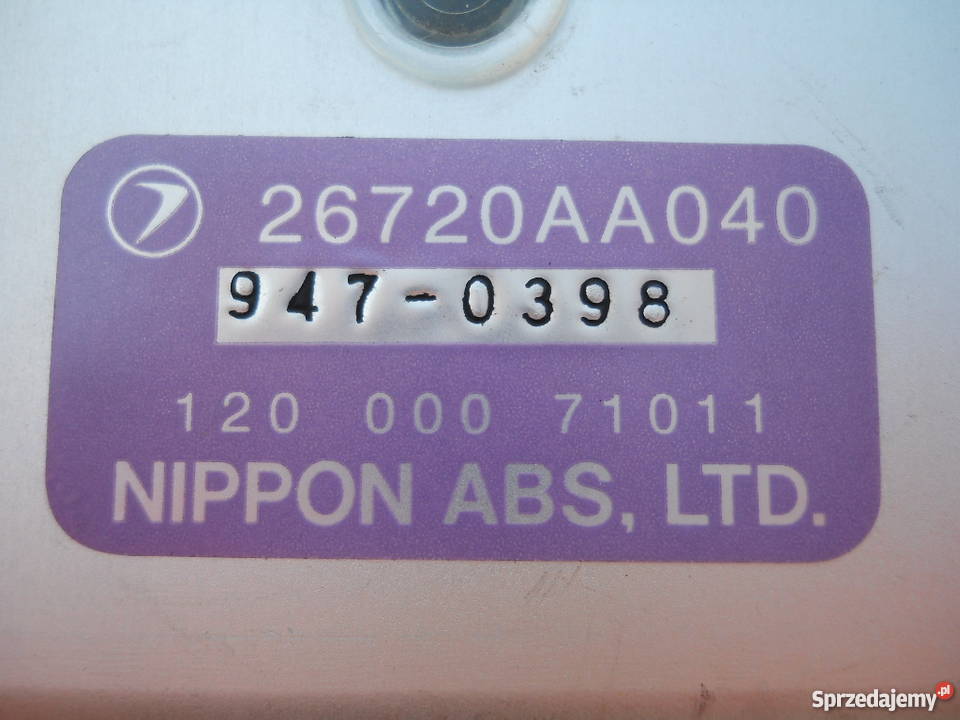 26720AA040
947-0398
120 000 71011
NIPPON ABS, LTD.
Sprzedajemy.pl